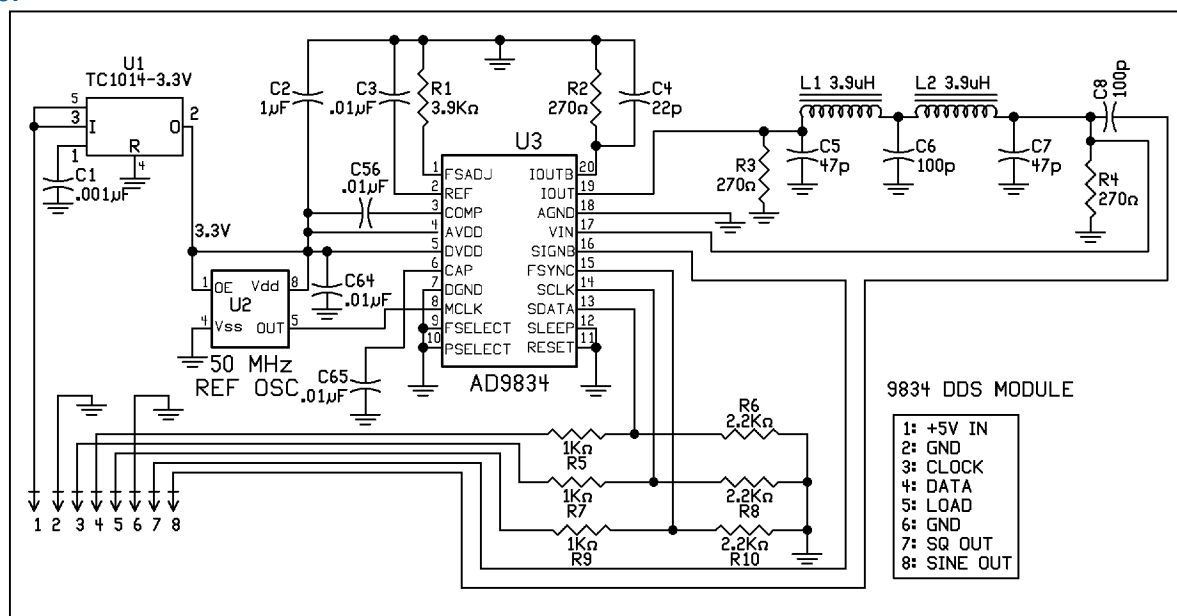 U1
TC1014-3.3V
5
3
1
I
O
R
2
4
C1
.001µF
3.3V
C2
1µF
C3
.01µF
R1
3.9KΩ
R2
270Ω
C4
22p
C56
.01µF
C64
.01µF
U3
1 FSADJ IOUTB 20
2 REF IOUT 19
3 COMP AGND 18
4 AVDD VIN 17
5 DVDD SIGNB 16
6 CAP FSYNC 15
7 DGND SCLK 14
8 MCLK SDATA 13
9 FSELECT SLEEP 12
10 PSELECT RESET 11
AD9834
1 OE Vdd 8
U2
4 Vss OUT 5
50 MHz
REF OSC
C65
.01µF
L1 3.9uH
L2 3.9uH
C8
100p
R3
270Ω
C5
47p
C6
100p
C7
47p
R4
270Ω
R6
2.2KΩ
1KΩ
R5
1KΩ
R7
2.2KΩ
R8
1KΩ
R9
2.2KΩ
R10
1 2 3 4 5 6 7 8
9834 DDS MODULE
1: +5V IN
2: GND
3: CLOCK
4: DATA
5: LOAD
6: GND
7: SQ OUT
8: SINE OUT